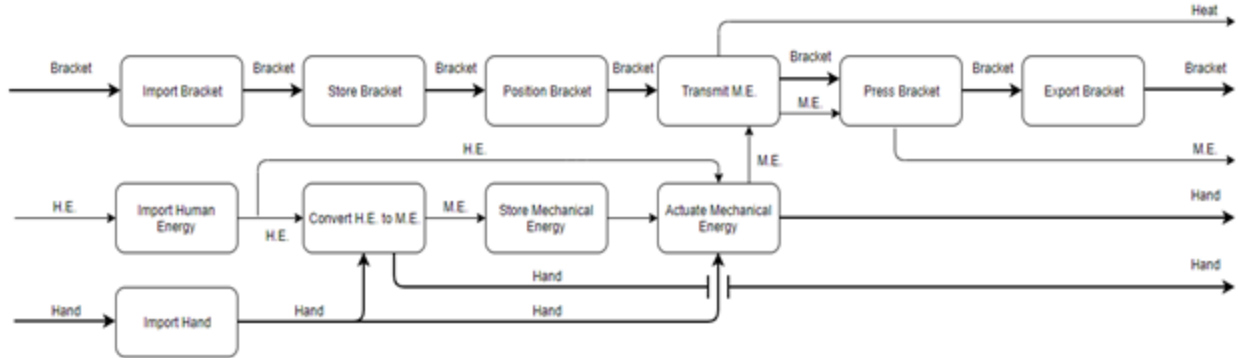 Heat
Bracket
Import Bracket
Bracket
Store Bracket
Bracket
Position Bracket
Bracket
Transmit M.E.
Bracket
M.E.
Press Bracket
Bracket
Export Bracket
Bracket
M.E.
H.E.
M.E.
H.E.
Import Human
Energy
H.E.
Convert H.E. to M.E.
M.E.
Store Mechanical
Energy
Actuate Mechanical
Energy
Hand
Hand
Hand
Hand
Import Hand
Hand
Hand